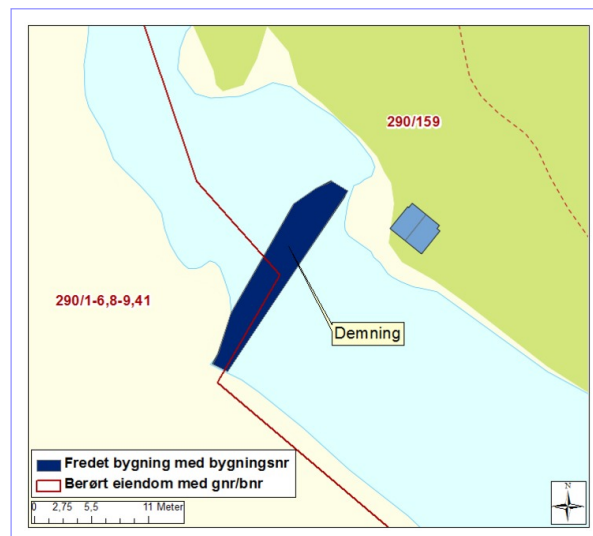 290/159
290/1-6,8-9,41
Demning
Fredet bygning med bygningsnr
Berørt eiendom med gnr/bnr
0 2,75 5,5 11 Meter
N